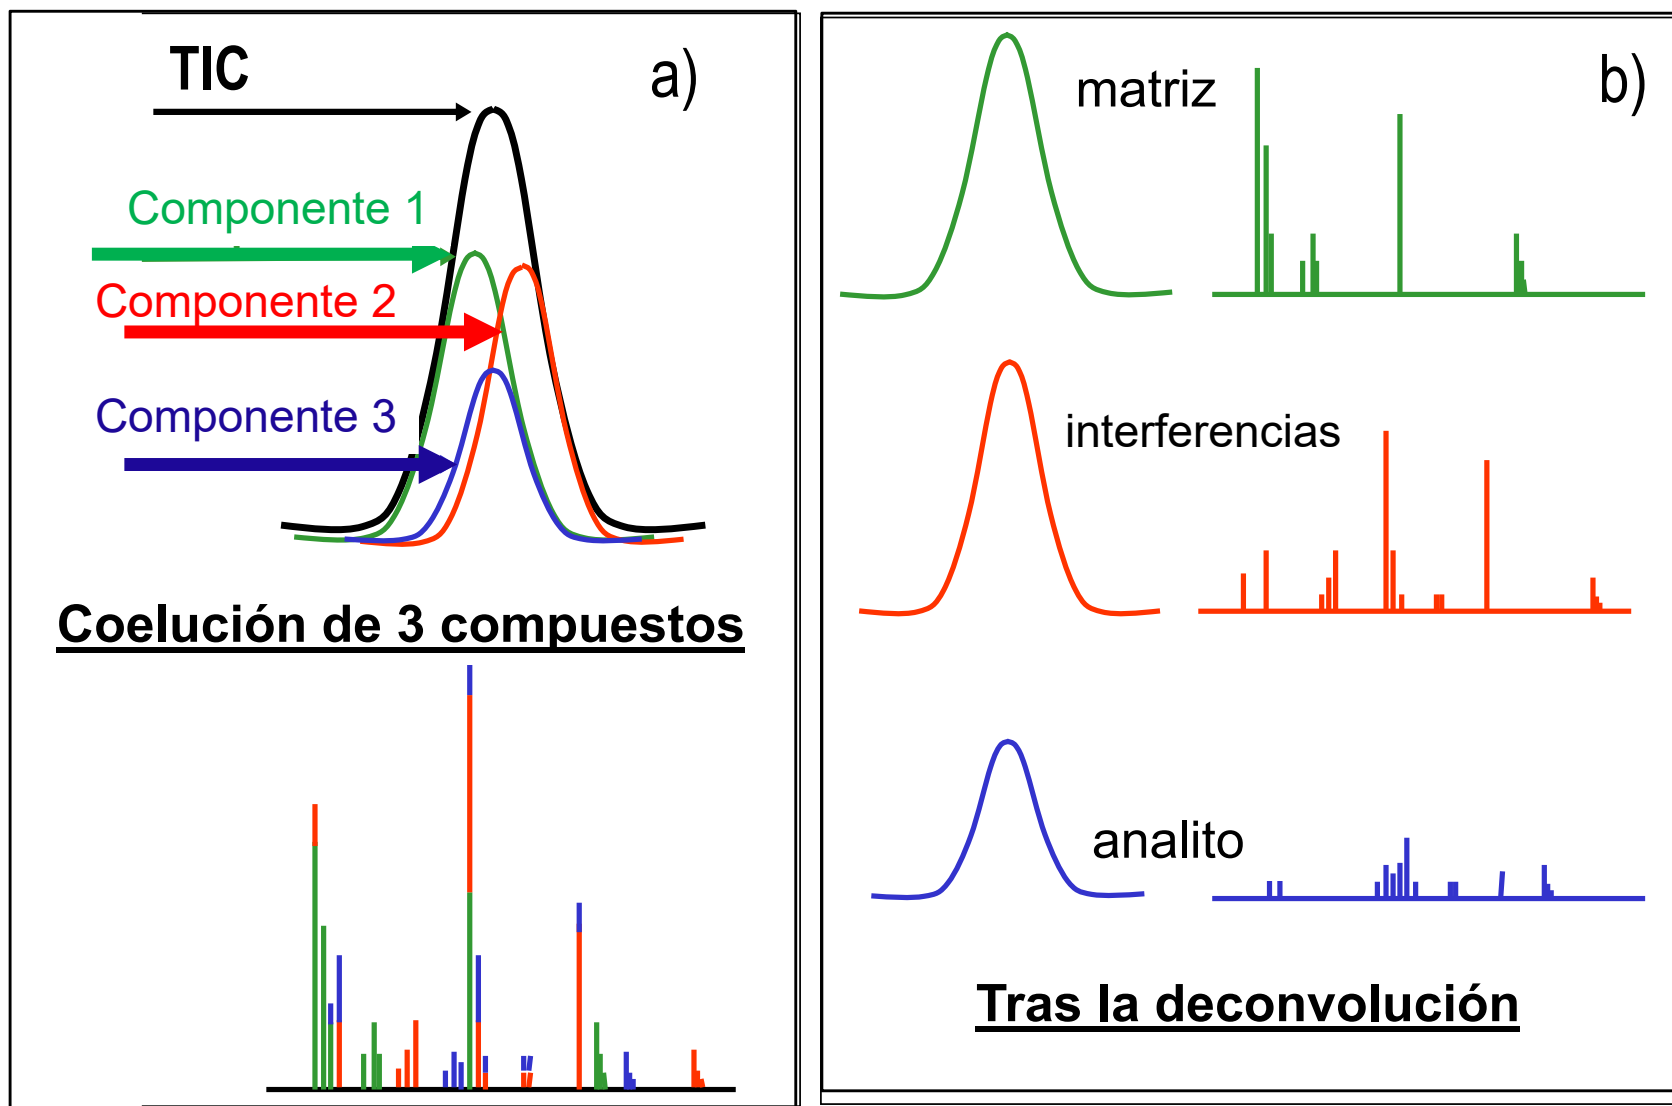 TIC
a)
Componente 1
Componente 2
Componente 3
Coelución de 3 compuestos
b)
matriz
interferencias
analito
Tras la deconvolución